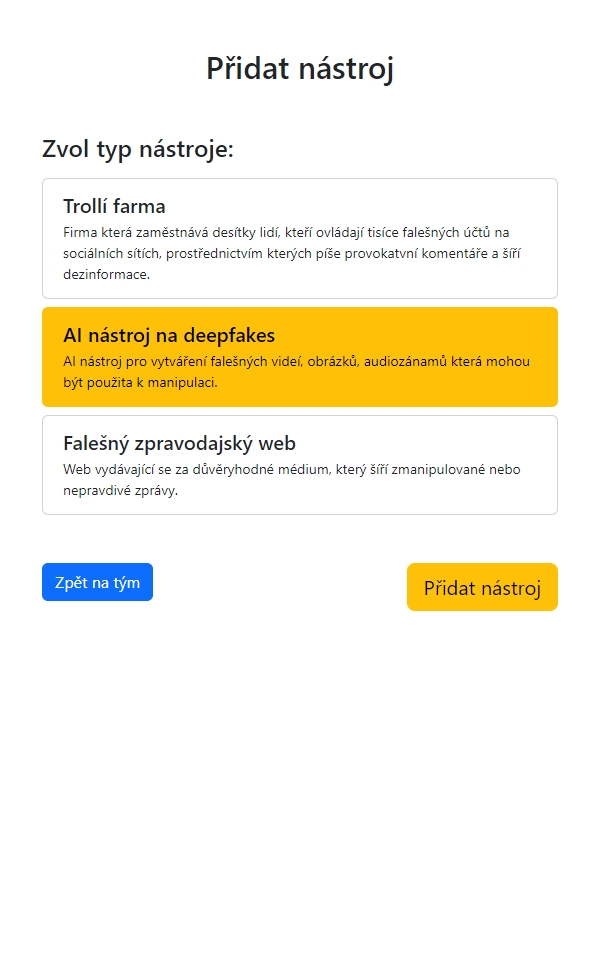 Přidat nástroj
Zvol typ nástroje:
Trollí farma
Firma která zaměstnává desítky lidí, kteří ovládají tisíce falešných účtů na
sociálních sítích, prostřednictvím kterých píše provokatvní komentáře a šíří
dezinformace.
AI nástroj na deepfakes
AI nástroj pro vytváření falešných videí, obrázků, audiozánamů která mohou
být použita k manipulaci.
Falešný zpravodajský web
Web vydávající se za důvěryhodné médium, který šíří zmanipulované nebo
nepravdivé zprávy.
Zpět na tým
Přidat nástroj